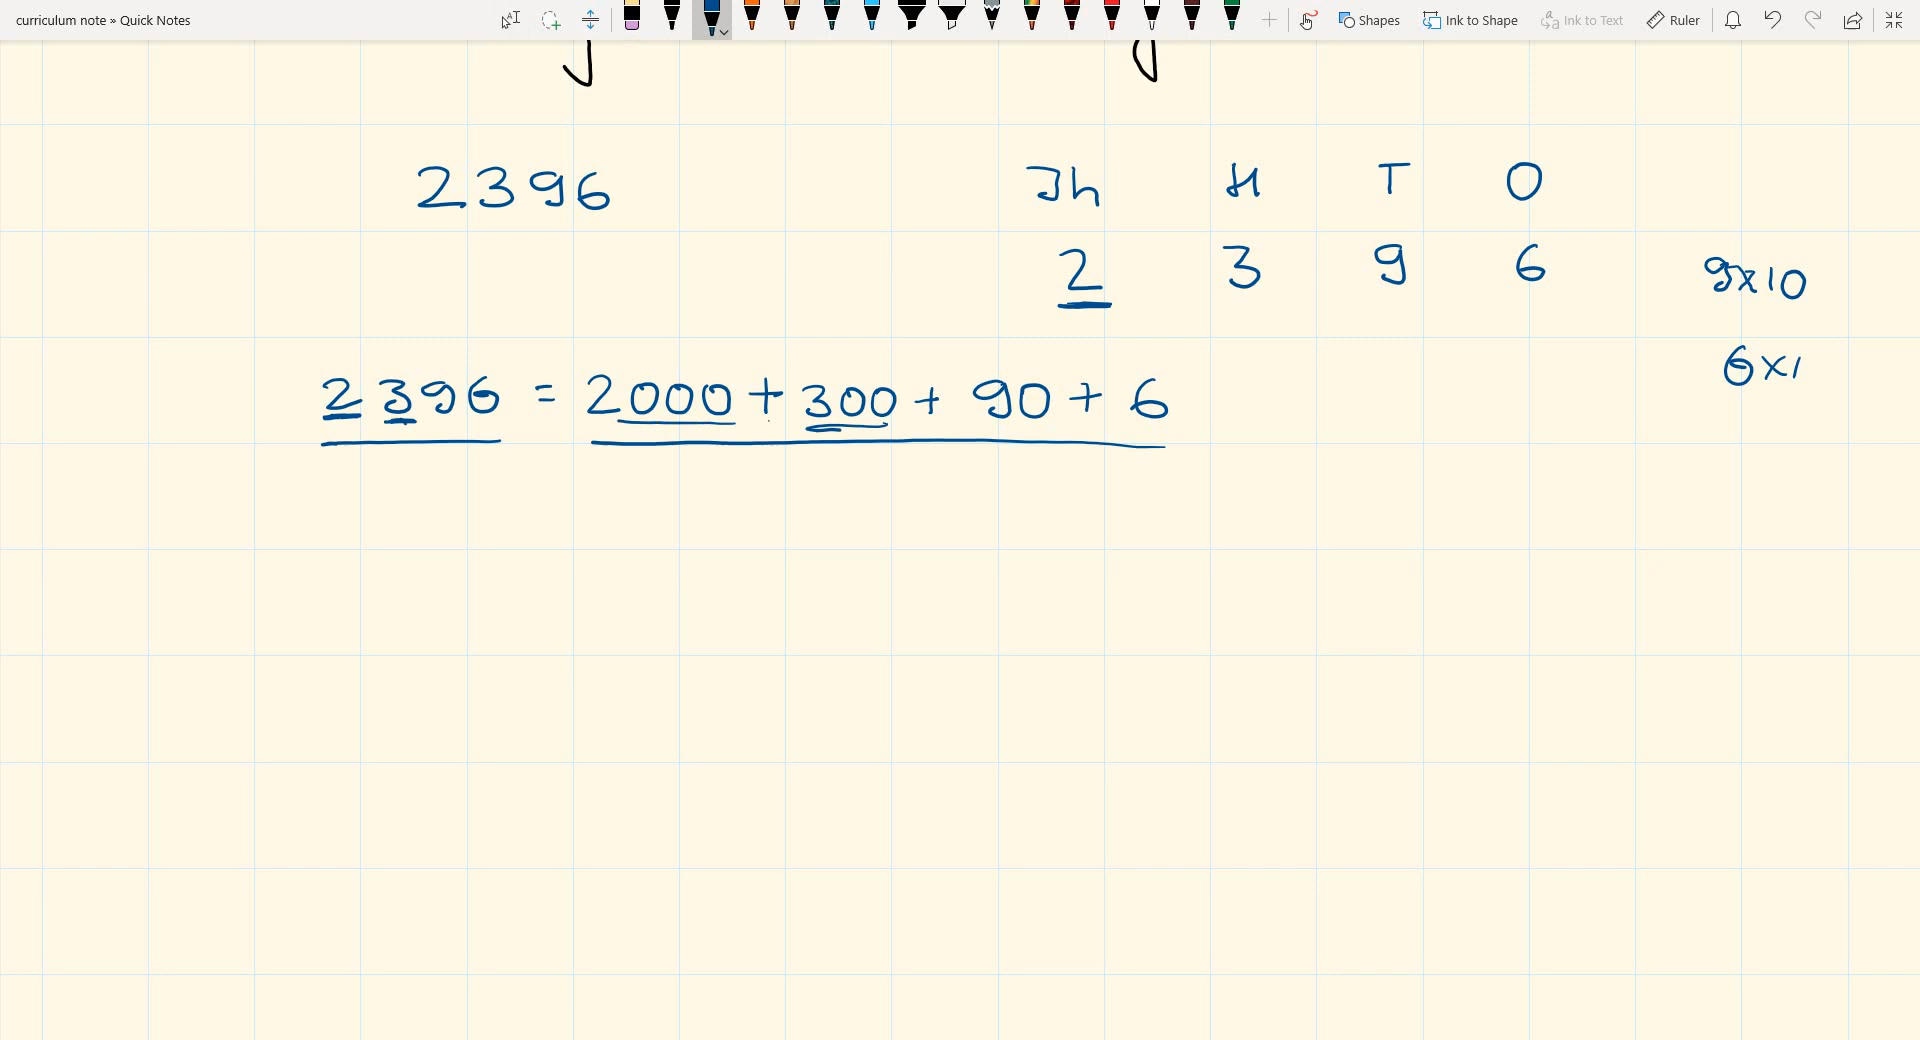 curriculum note » Quick Notes Shapes Ink to Shape Ink to Text Ruler
2396 Th H T O
2 3 9 6 9x10
6x1
2396 = 2000 + 300 + 90 + 6